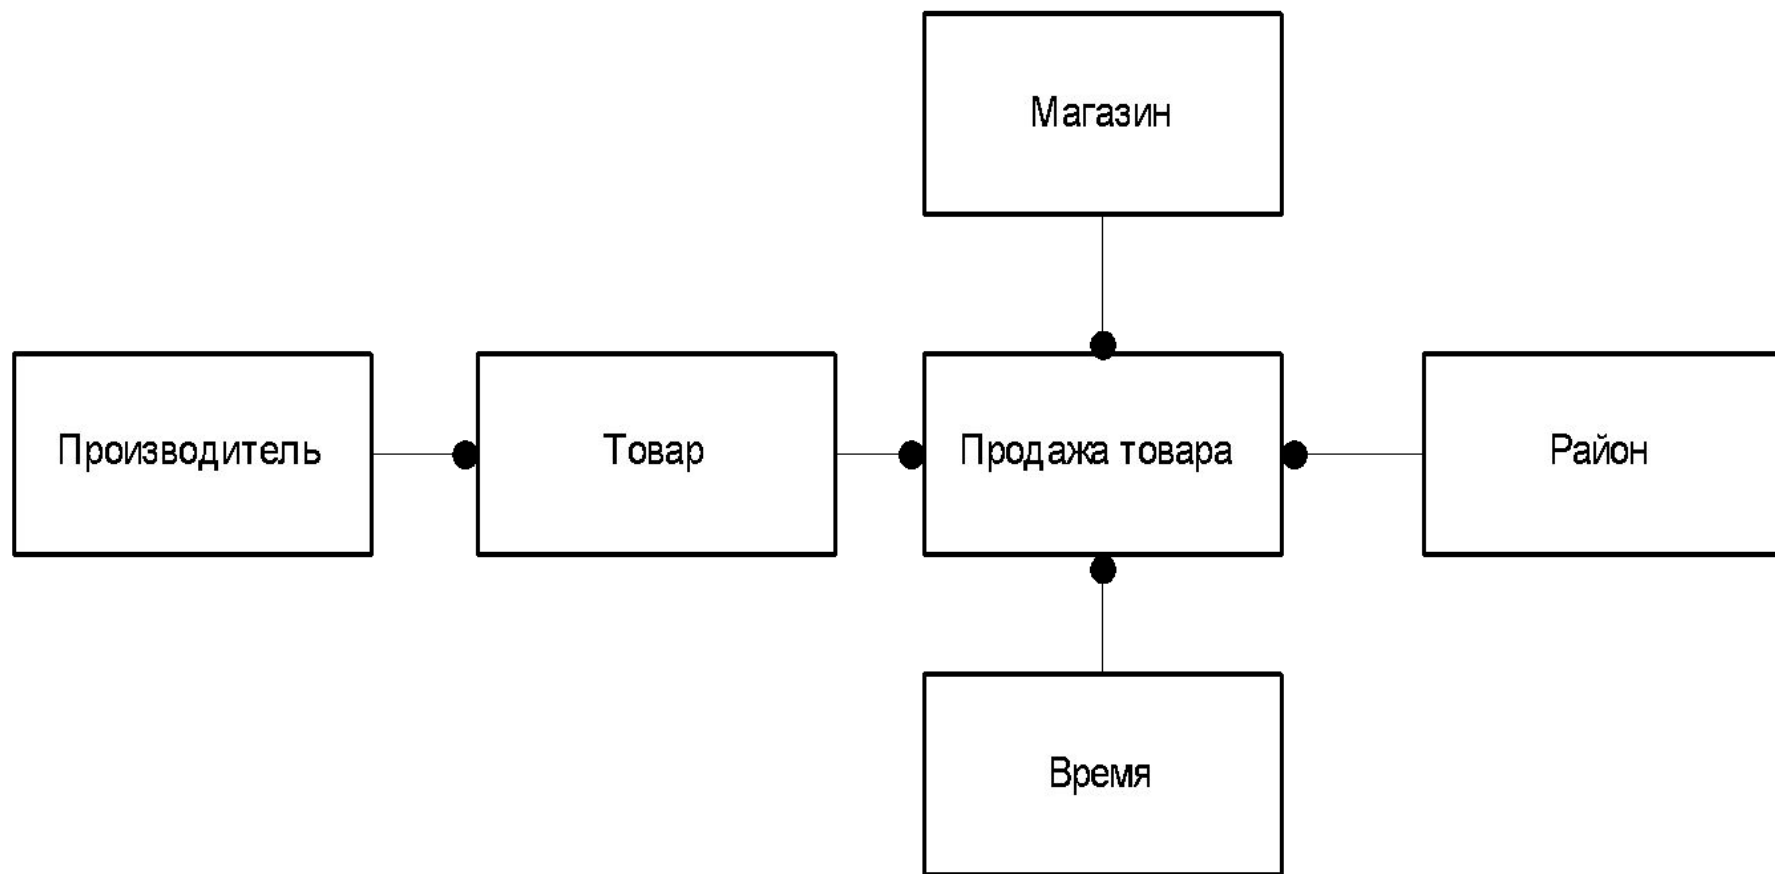 Магазин
Производитель
Товар
Продажа товара
Район
Время